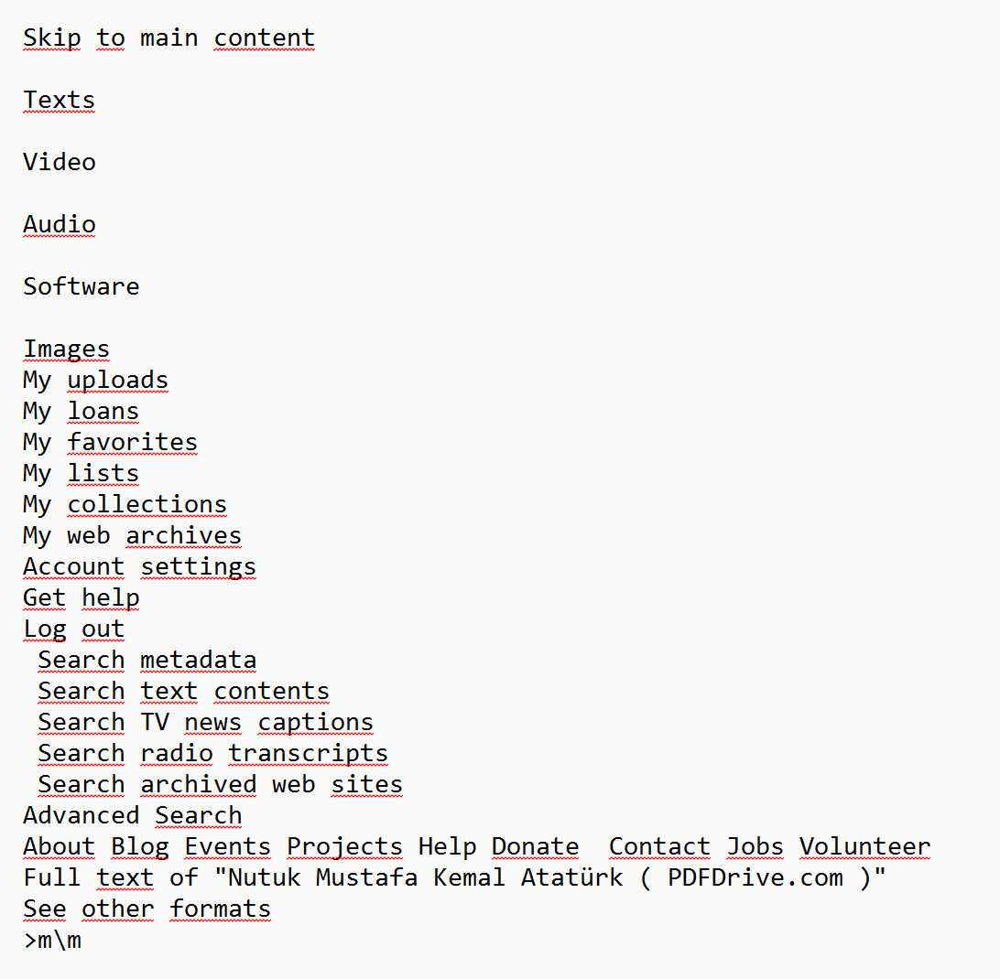 Skip to main content
Texts
Video
Audio
Software
Images
My uploads
My loans
My favorites
My lists
My collections
My web archives
Account settings
Get help
Log out
Search metadata
Search text contents
Search TV news captions
Search radio transcripts
Search archived web sites
Advanced Search
About Blog Events Projects Help Donate  Contact Jobs Volunteer
Full text of "Nutuk Mustafa Kemal Atatürk ( PDFDrive.com )"
See other formats
>m\m